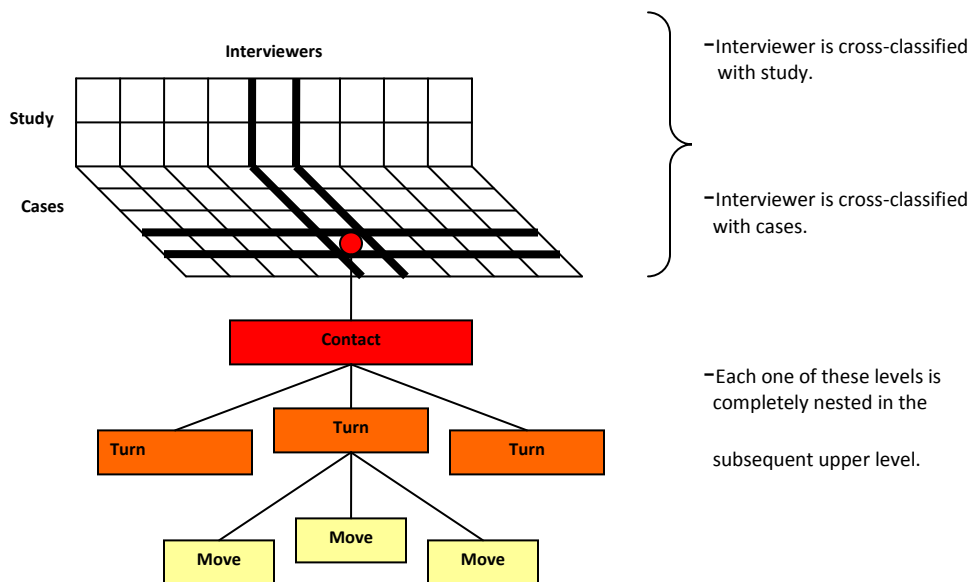 Interviewers
Study
Cases
-Interviewer is cross-classified
with study.
-Interviewer is cross-classified
with cases.
Contact
Turn
Turn
Turn
Move
Move
Move
-Each one of these levels is
completely nested in the
subsequent upper level.